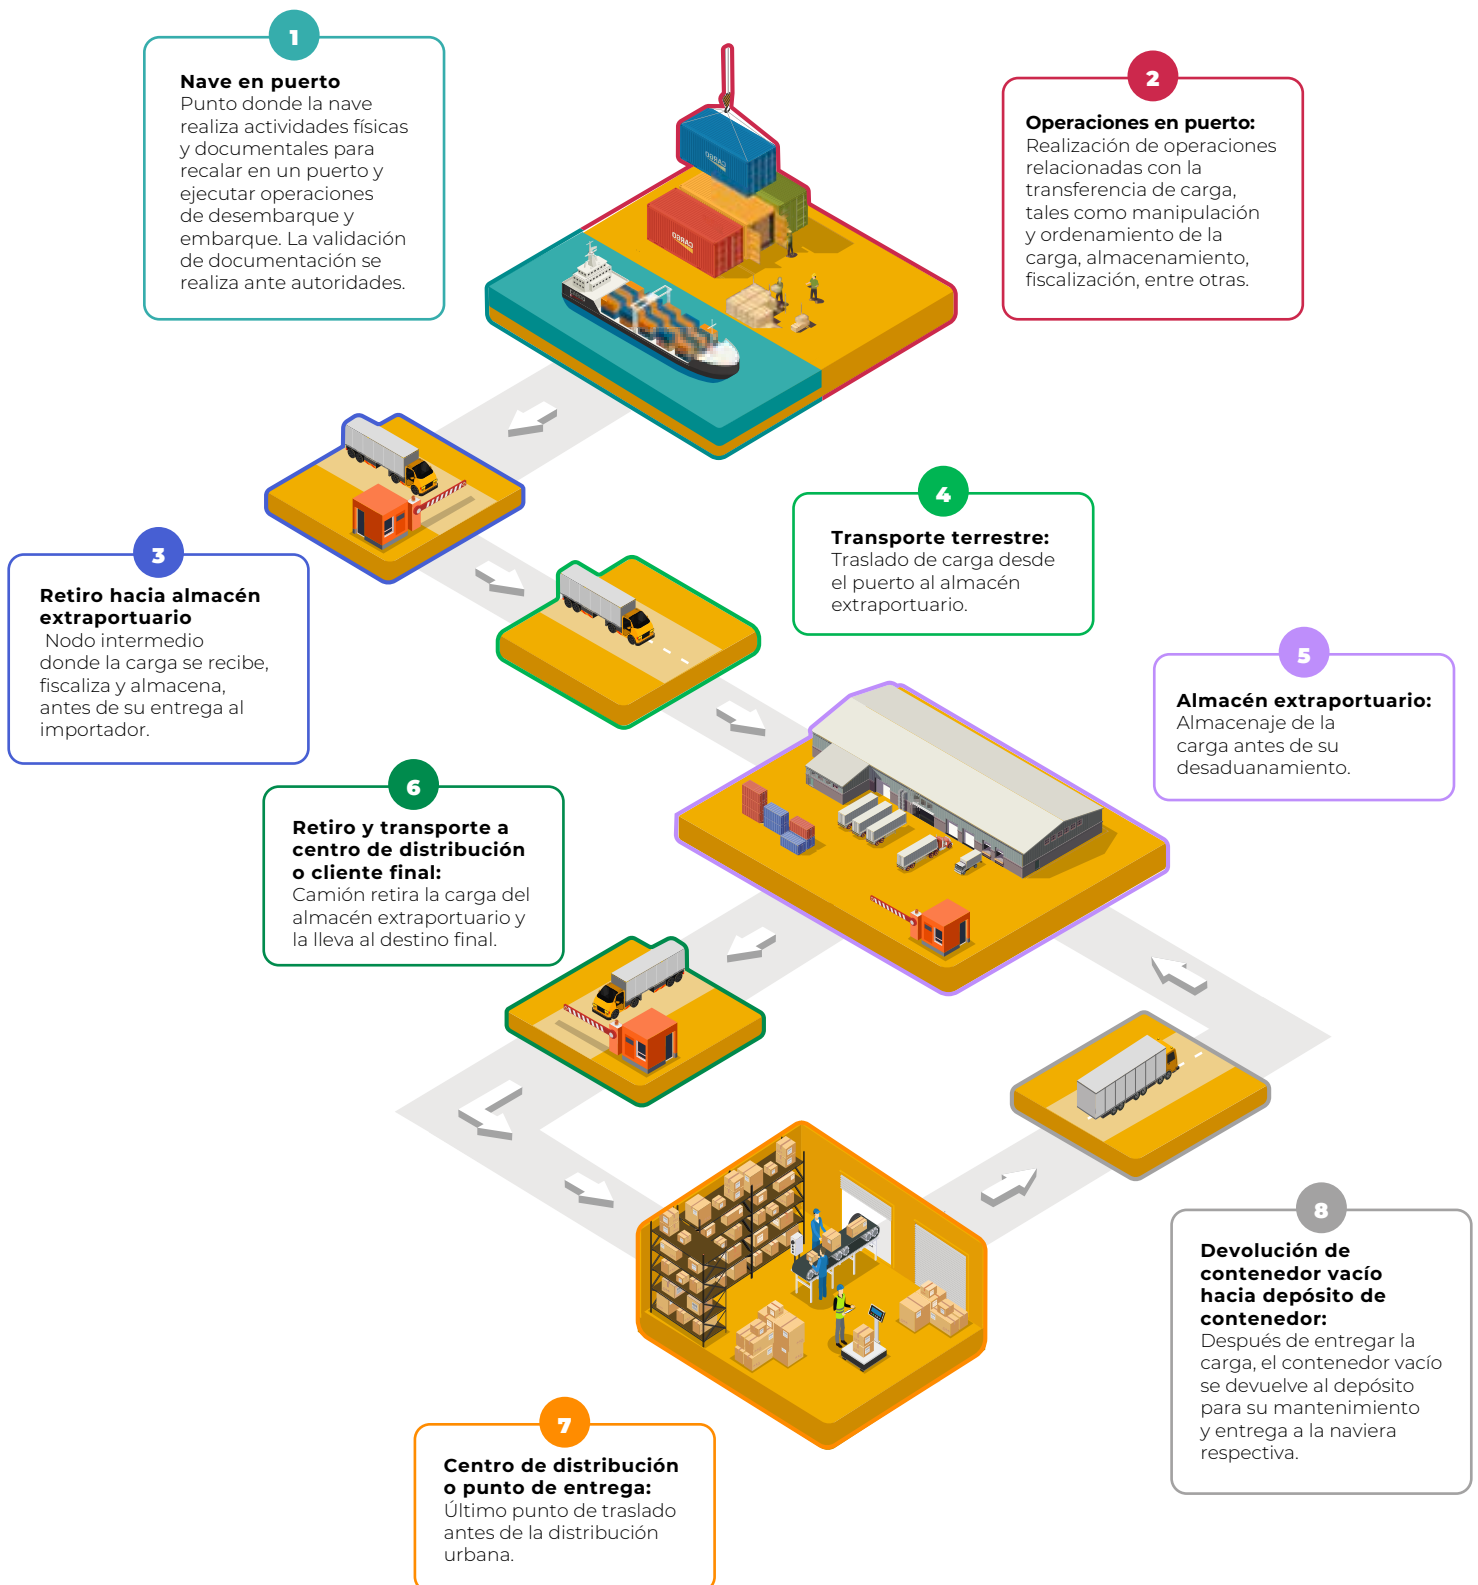 1
Nave en puerto
Punto donde la nave
realiza actividades físicas
y documentales para
recalar en un puerto y
ejecutar operaciones
de desembarque y
embarque. La validación
de documentación se
realiza ante autoridades.
2
Operaciones en puerto:
Realización de operaciones
relacionadas con la
transferencia de carga,
tales como manipulación
y ordenamiento de la
carga, almacenamiento,
fiscalización, entre otras.
3
Retiro hacia almacén
extraportuario
Nodo intermedio
donde la carga se recibe,
fiscaliza y almacena,
antes de su entrega al
importador.
4
Transporte terrestre:
Traslado de carga desde
el puerto al almacén
extraportuario.
5
Almacén extraportuario:
Almacenaje de la
carga antes de su
desaduanamiento.
6
Retiro y transporte a
centro de distribución
o cliente final:
Camión retira la carga del
almacén extraportuario y
la lleva al destino final.
7
Centro de distribución
o punto de entrega:
Último punto de traslado
antes de la distribución
urbana.
8
Devolución de
contenedor vacío
hacia depósito de
contenedor:
Después de entregar la
carga, el contenedor vacío
se devuelve al depósito
para su mantenimiento
y entrega a la naviera
respectiva.
CARGO
CARGO